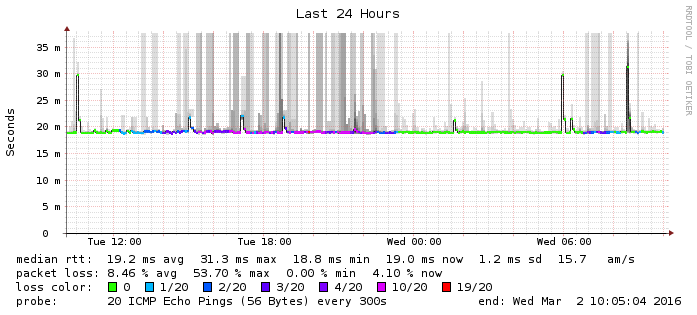 Last 24 Hours
RRDTOOL / TOBI OETIKER
Seconds
35 m
30 m
25 m
20 m
15 m
10 m
5 m
0
Tue 12:00 Tue 18:00 Wed 00:00 Wed 06:00
median rtt: 19.2 ms avg 31.3 ms max 18.8 ms min 19.0 ms now 1.2 ms sd 15.7 am/s
packet loss: 8.46 % avg 53.70 % max 0.00 % min 4.10 % now
loss color: 0 1/20 2/20 3/20 4/20 10/20 19/20
probe: 20 ICMP Echo Pings (56 Bytes) every 300s end: Wed Mar 2 10:05:04 2016